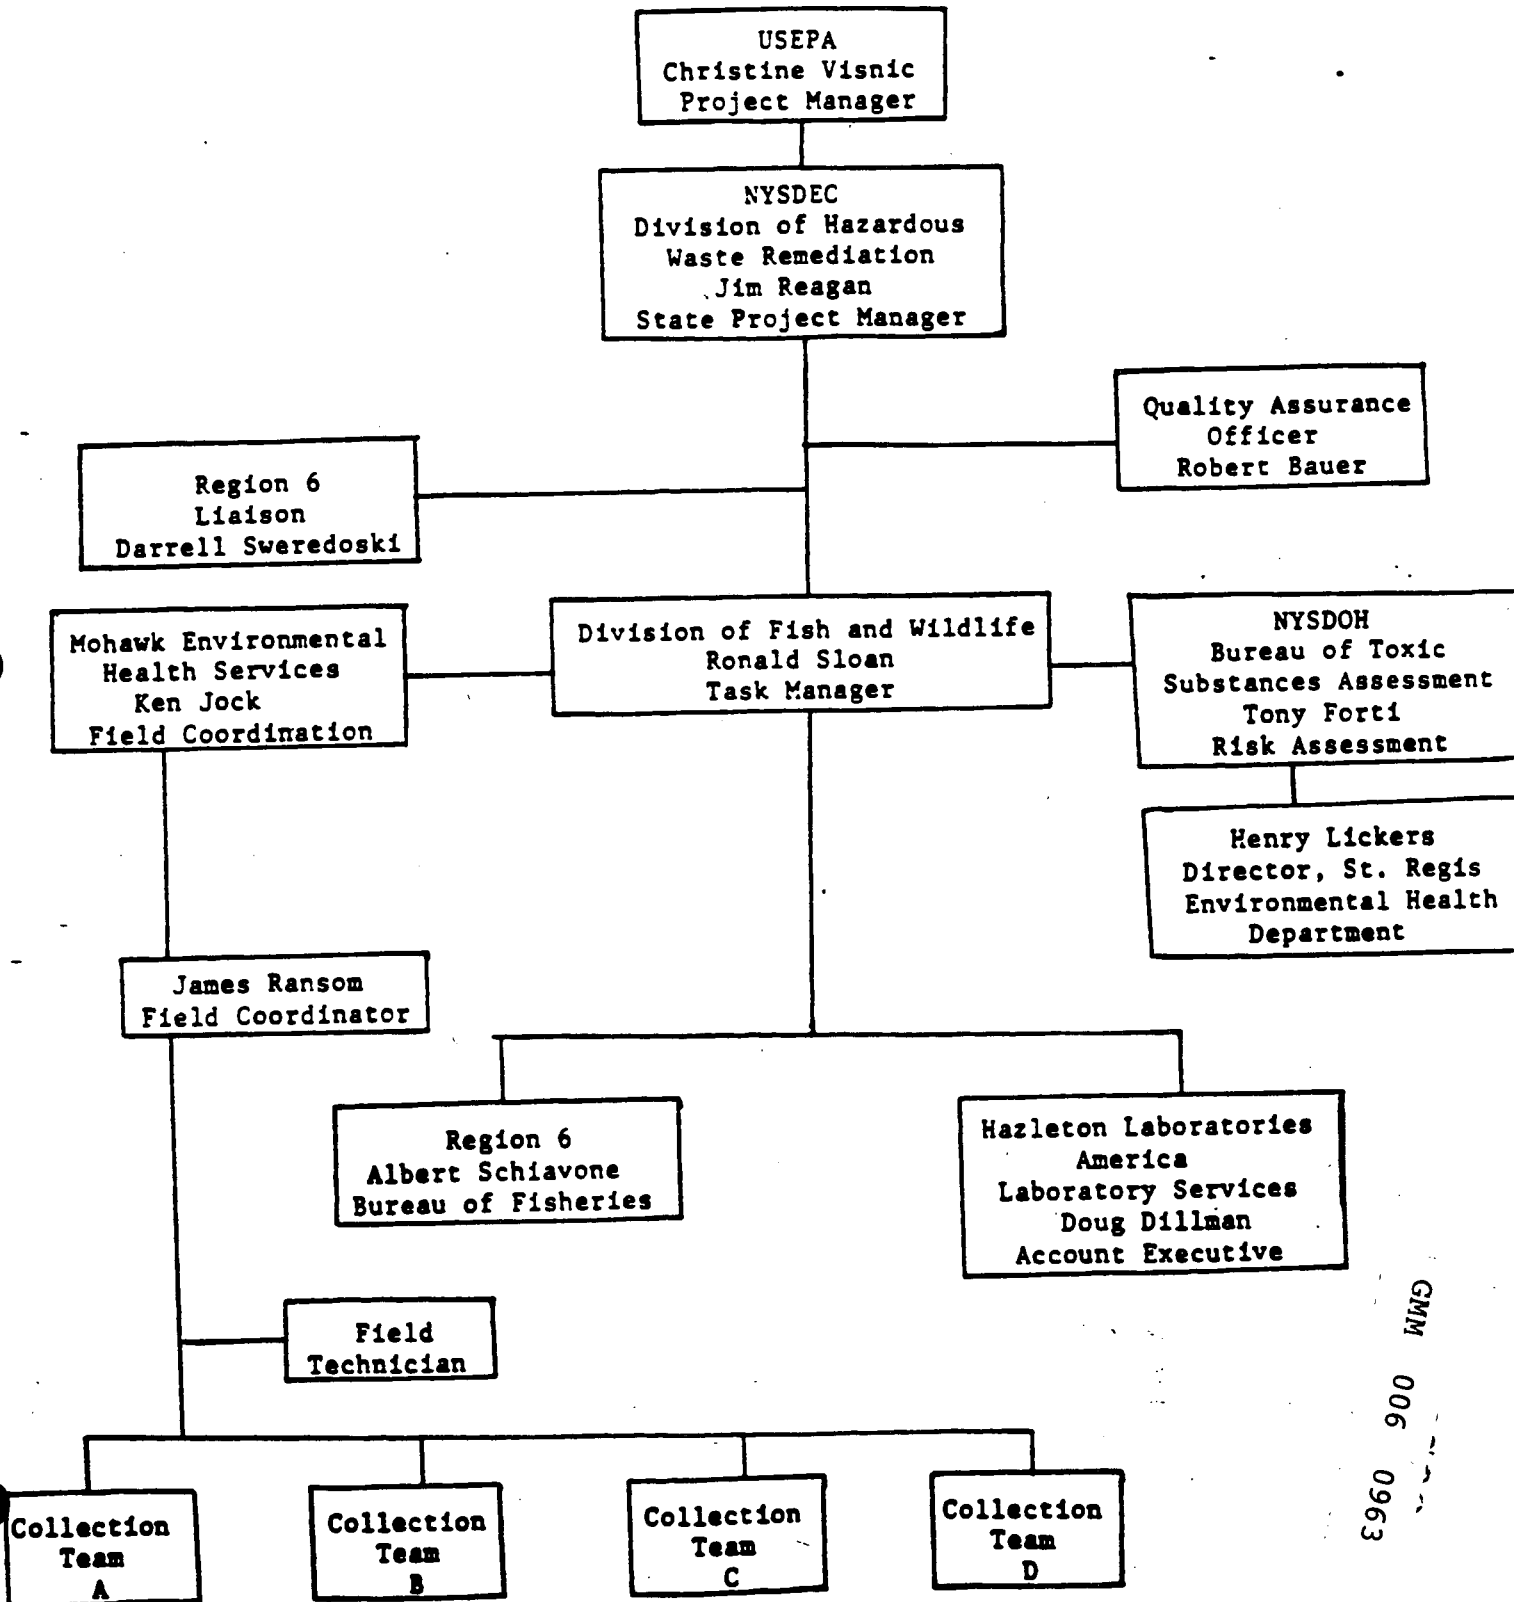 USEPA
Christine Visnic
Project Manager
NYSDEC
Division of Hazardous
Waste Remediation
Jim Reagan
State Project Manager
Quality Assurance
Officer
Robert Bauer
Region 6
Liaison
Darrell Sweredoski
Mohawk Environmental
Health Services
Ken Jock
Field Coordination
Division of Fish and Wildlife
Ronald Sloan
Task Manager
NYSDOH
Bureau of Toxic
Substances Assessment
Tony Forti
Risk Assessment
Henry Lickers
Director, St. Regis
Environmental Health
Department
James Ransom
Field Coordinator
Region 6
Albert Schiavone
Bureau of Fisheries
Hazleton Laboratories
America
Laboratory Services
Doug Dillman
Account Executive
Field
Technician
Collection
Team
A
Collection
Team
B
Collection
Team
C
Collection
Team
D
GMM 006 0963